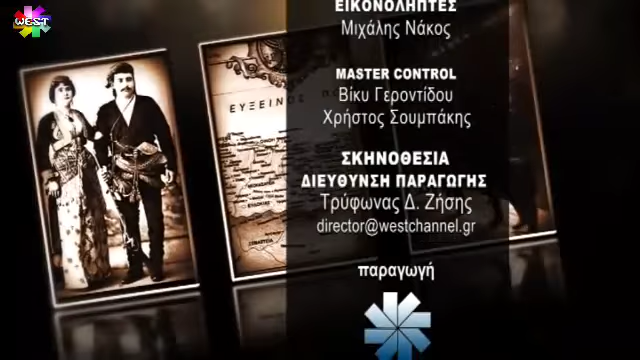 WEST
ΕΙΚΟΝΟΛΗΠΤΕΣ
Μιχάλης Νάκος
MASTER CONTROL
Βίκυ Γεροντίδου
Χρήστος Σουμπάκης
ΣΚΗΝΟΘΕΣΙΑ
ΔΙΕΥΘΥΝΣΗ ΠΑΡΑΓΩΓΗΣ
Τρύφωνας Δ. Ζήσης
director@westchannel.gr
παραγωγή
ΕΥΞΕΙΝΟΣ